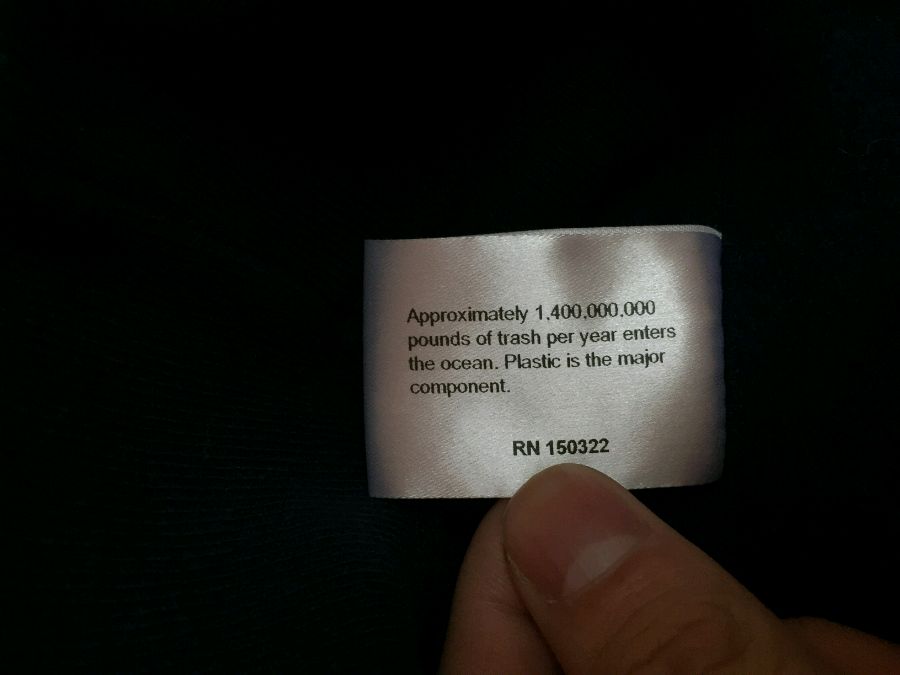 Approximately 1,400,000,000
pounds of trash per year enters
the ocean. Plastic is the major
component.
RN 150322